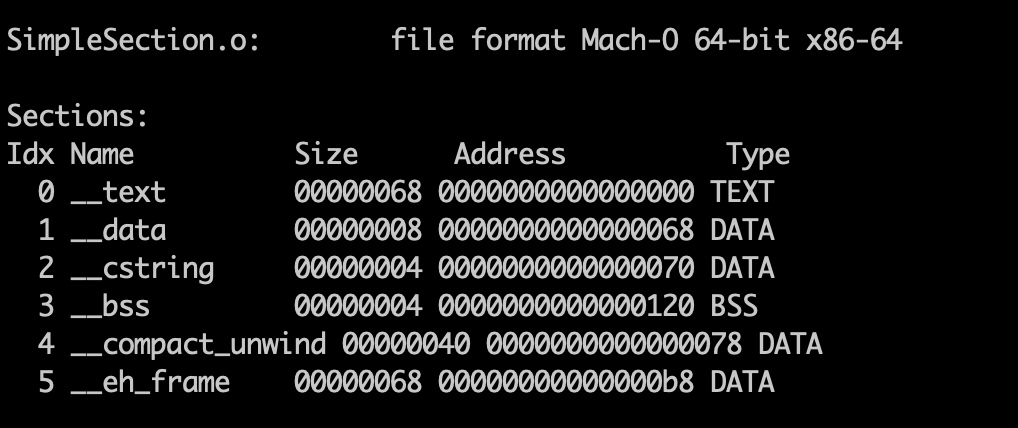 SimpleSection.o:        file format Mach-O 64-bit x86-64
Sections:
Idx Name          Size      Address          Type
  0 __text        00000068 0000000000000000 TEXT
  1 __data        00000008 0000000000000068 DATA
  2 __cstring     00000004 0000000000000070 DATA
  3 __bss         00000004 0000000000000120 BSS
  4 __compact_unwind 00000040 0000000000000078 DATA
  5 __eh_frame    00000068 00000000000000b8 DATA